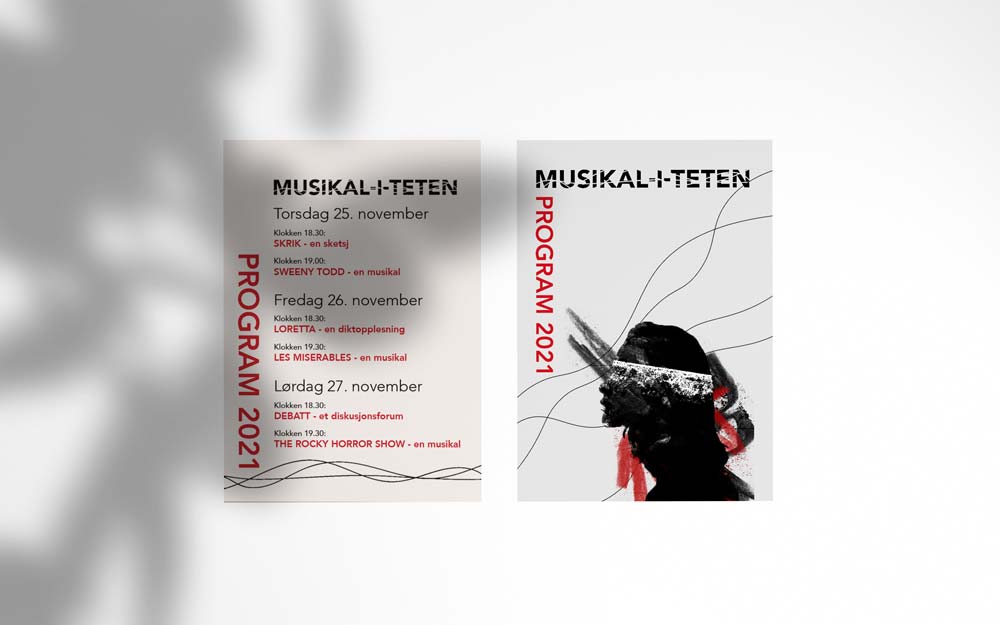 MUSIKAL-I-TETEN
Torsdag 25. november
Klokken 18.30:
SKRIK - en sketsj
Klokken 19.00:
SWEENY TODD - en musikal
Fredag 26. november
Klokken 18.30:
LORETTA - en diktopplesning
Klokken 19.30:
LES MISERABLES - en musikal
Lørdag 27. november
Klokken 18.30:
DEBATT - et diskusjonsforum
Klokken 19.30:
THE ROCKY HORROR SHOW - en musikal
PROGRAM 2021
MUSIKAL-I-TETEN
PROGRAM 2021